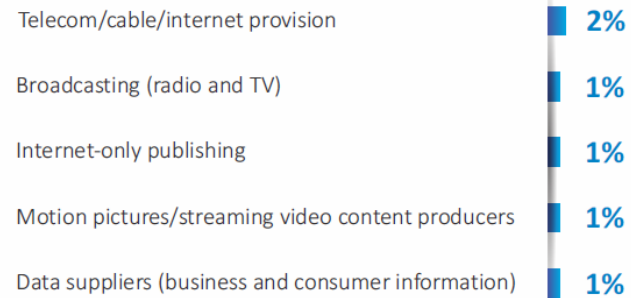 Telecom/cable/internet provision 2%
Broadcasting (radio and TV) 1%
Internet-only publishing 1%
Motion pictures/streaming video content producers 1%
Data suppliers (business and consumer information) 1%